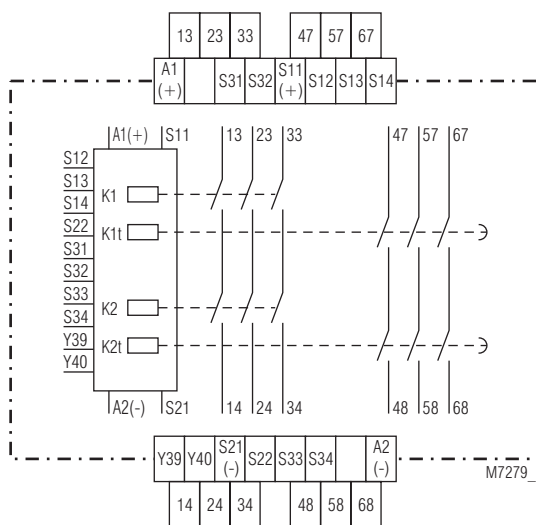 13 23 33 47 57 67
A1 (+) S31 S32 S11 (+) S12 S13 S14
A1(+) S11 13 23 33 47 57 67
S12
S13
K1
S14
S22
K1t
S31
S32
S33
K2
S34
Y39
K2t
Y40
A2(-) S21 14 24 34 48 58 68
Y39 Y40 S21 (-) S22 S33 S34 A2 (-)
14 24 34 48 58 68
M7279_